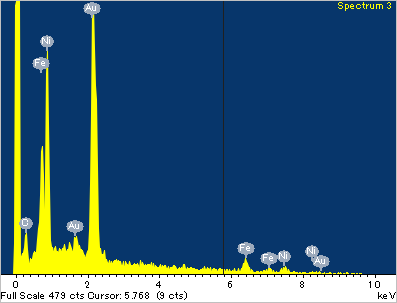 Spectrum 3
Au
Ni
Fe
O
Au
Fe
Fe
Ni
Ni
Au
0 2 4 6 8 10
Full Scale 479 cts Cursor: 5.768 (9 cts) keV